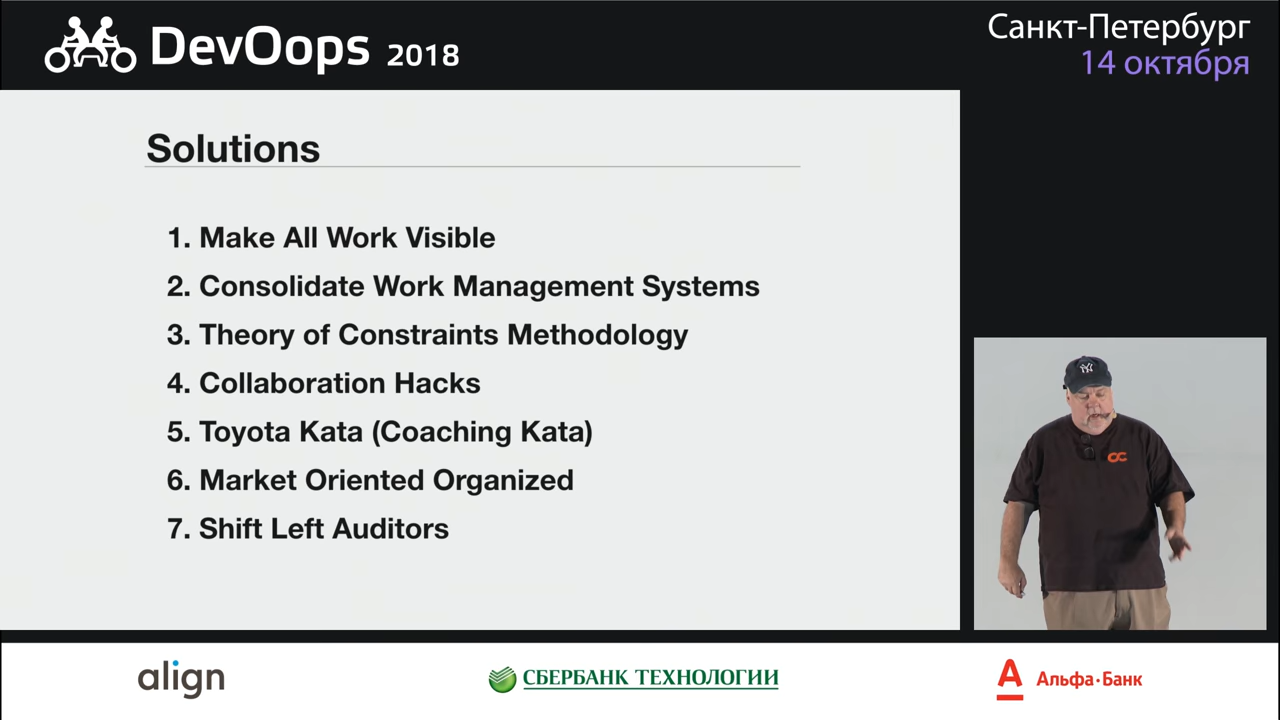 DevOops 2018
Санкт-Петербург
14 октября
Solutions
1. Make All Work Visible
2. Consolidate Work Management Systems
3. Theory of Constraints Methodology
4. Collaboration Hacks
5. Toyota Kata (Coaching Kata)
6. Market Oriented Organized
7. Shift Left Auditors
NY
align
СБЕРБАНК ТЕХНОЛОГИИ
А
Альфа·Банк